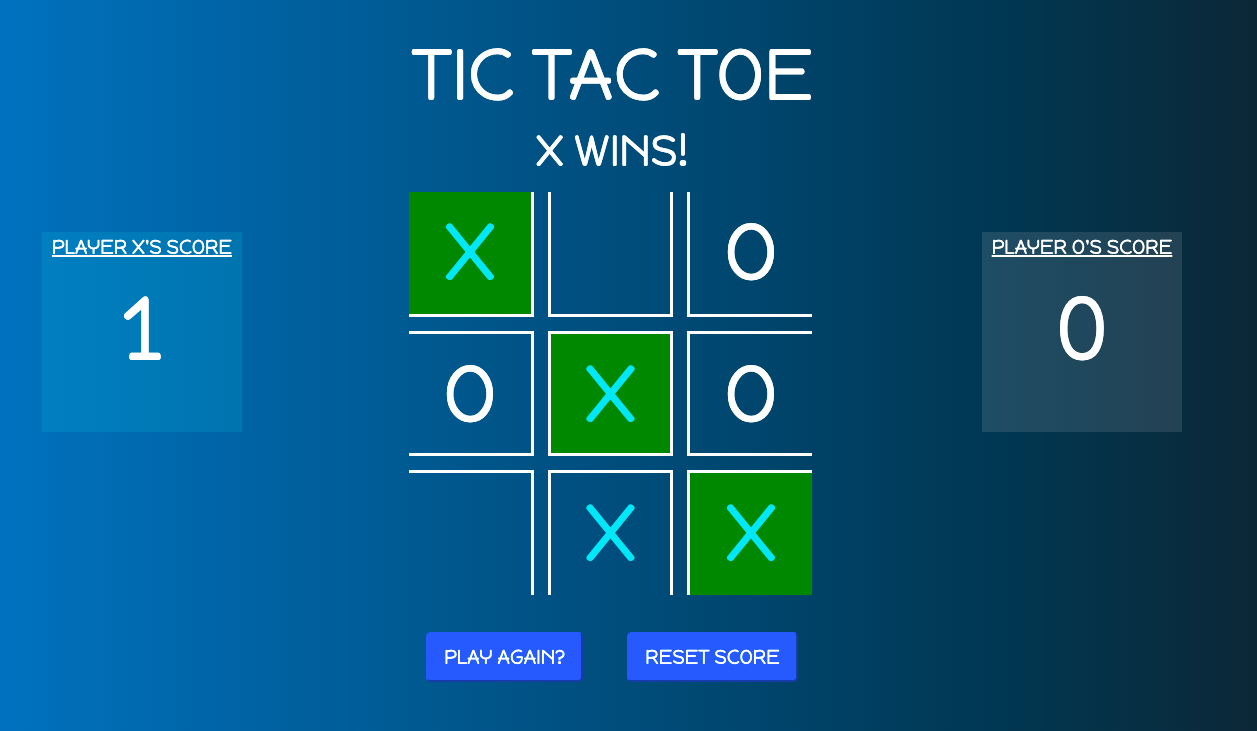 TIC TAC TOE
X WINS!
PLAYER X'S SCORE
1
PLAYER O'S SCORE
0
X O
O X O
X X
PLAY AGAIN?
RESET SCORE